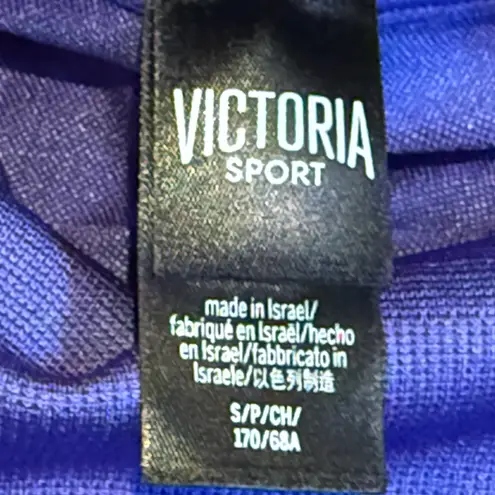 VICTORIA
SPORT
made in Israel/
fabriqué en Israël/hecho
en Israel/fabbricato in
Israele/以色列制造
S/P/CH/
170/68A